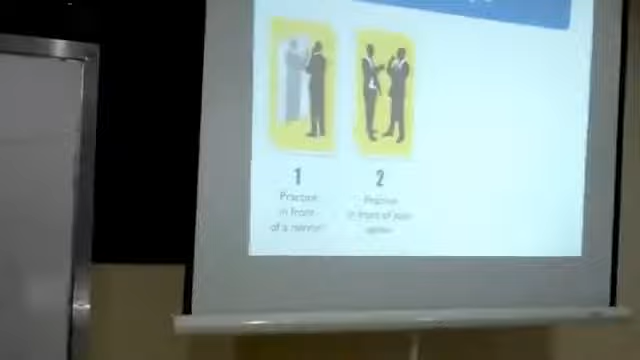 1
Practice
in front
of a mirror
2
Practice
in front of your